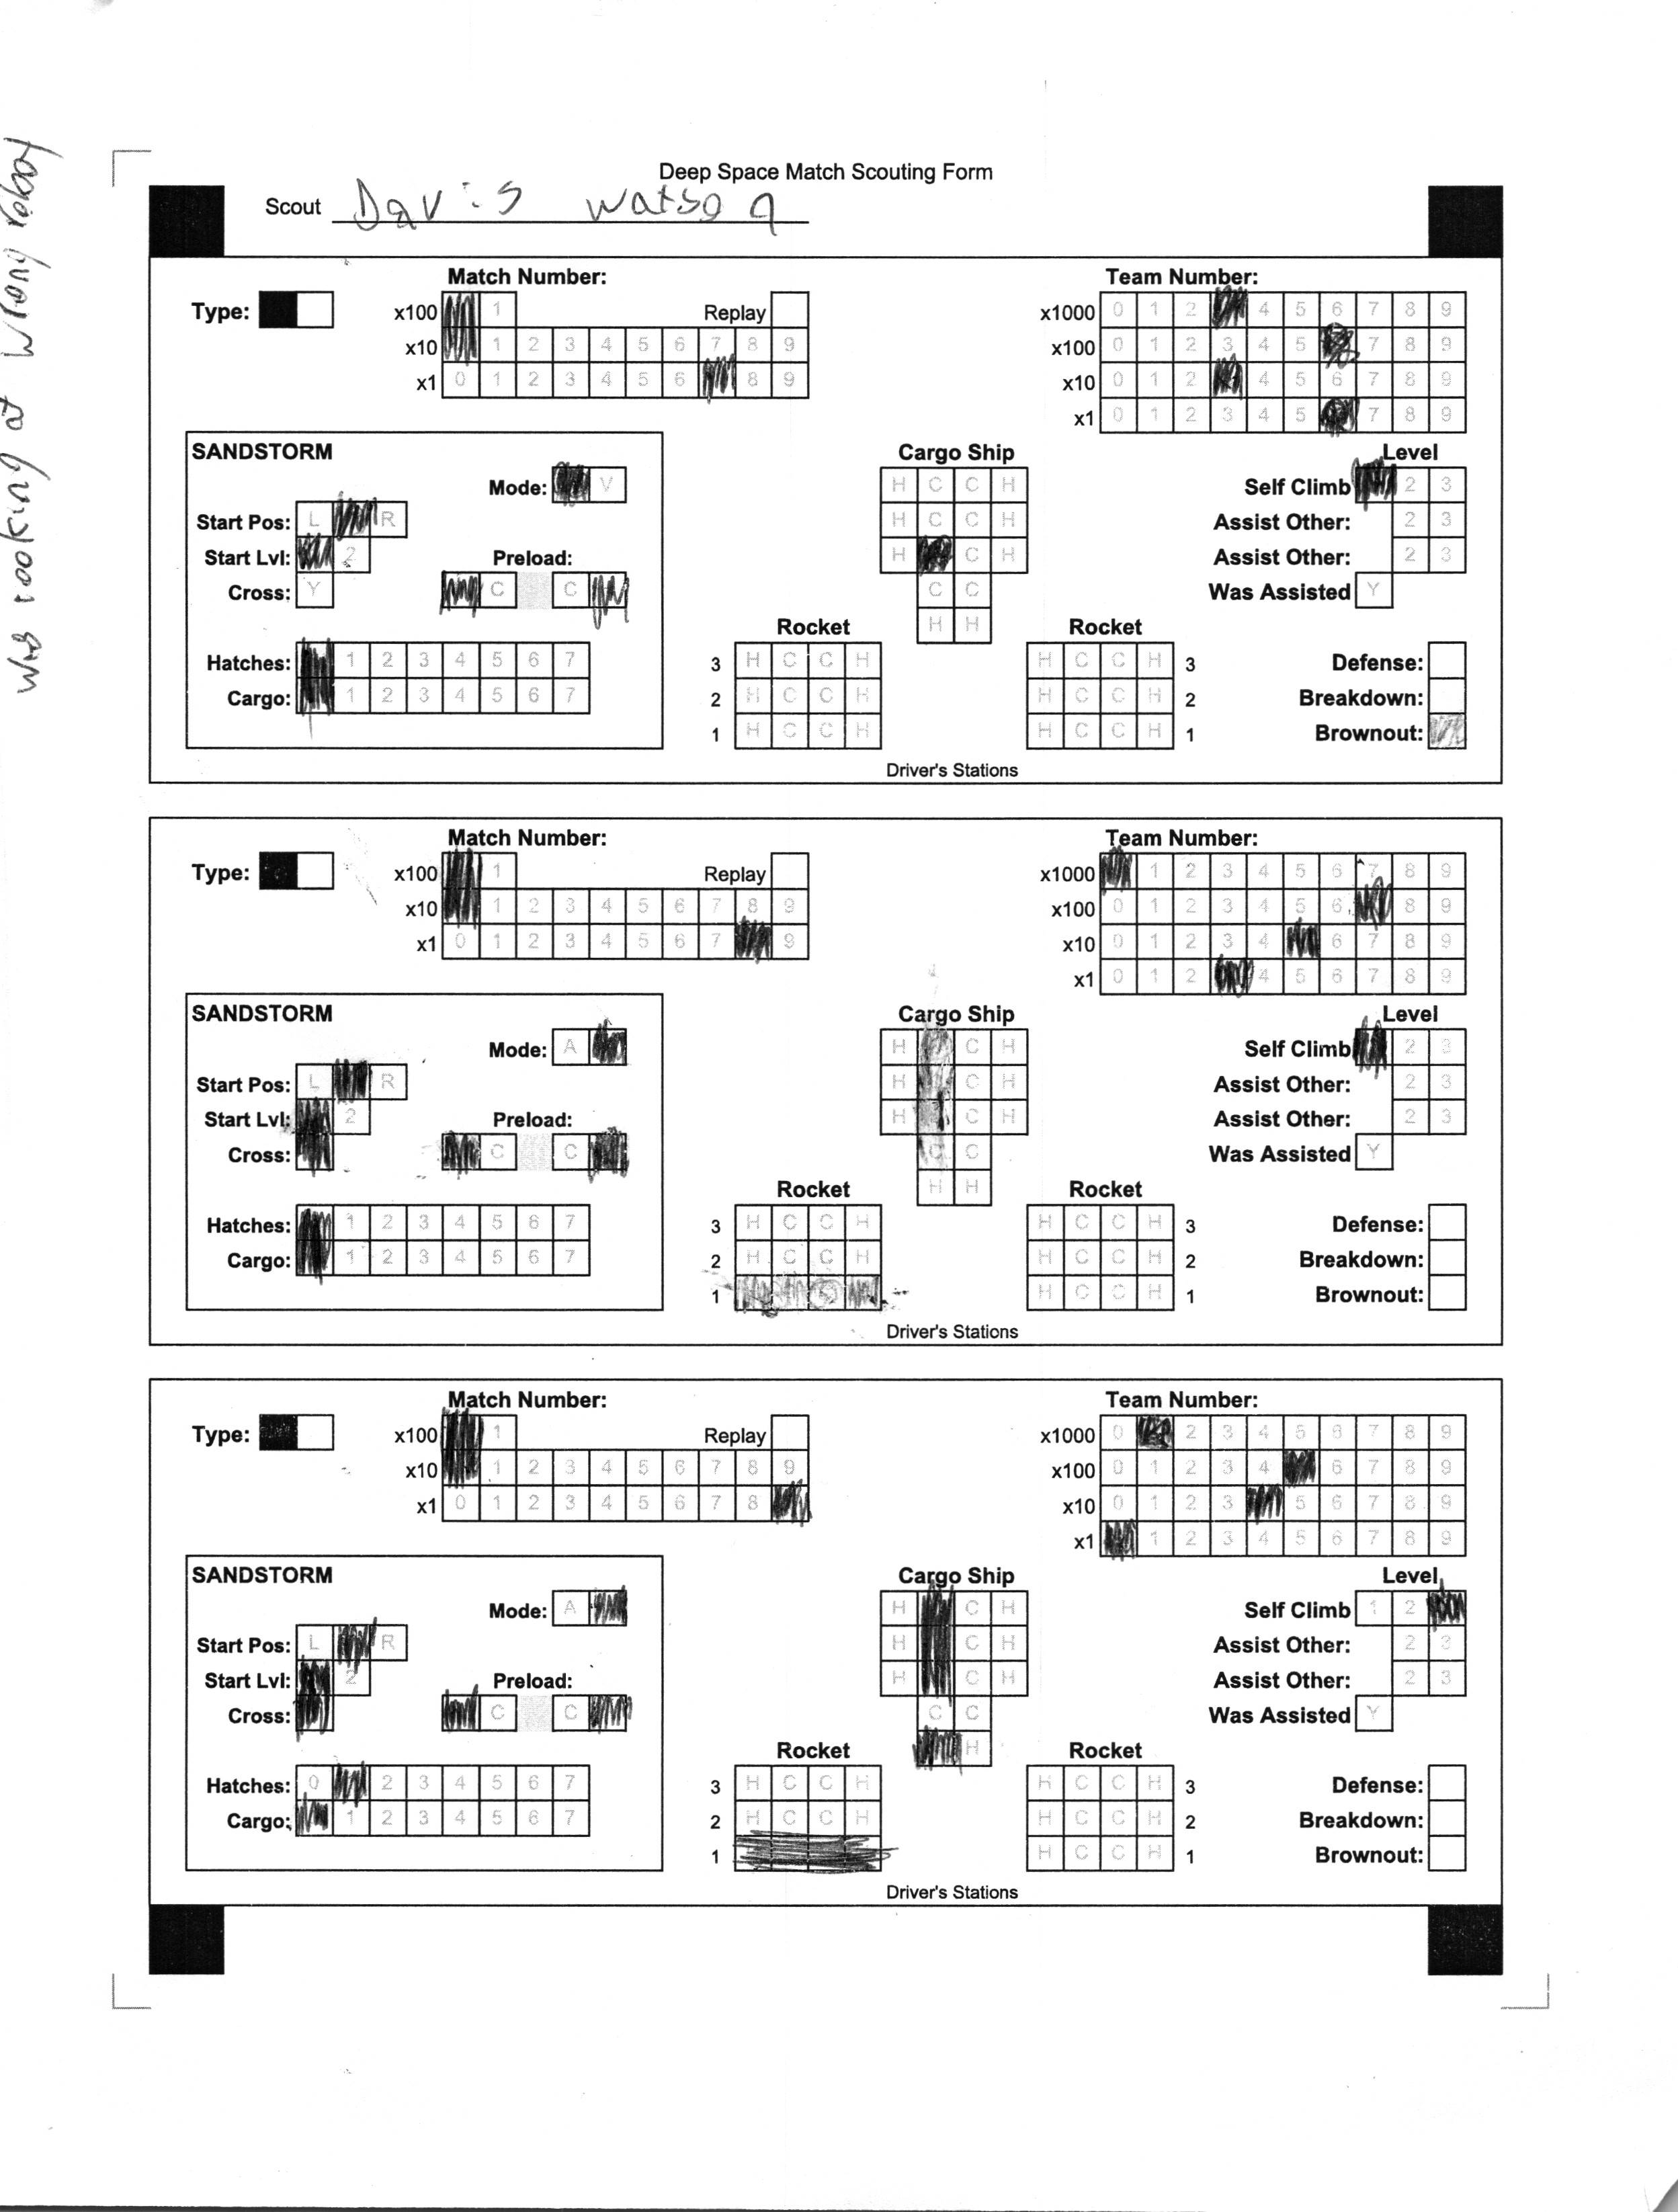 Deep Space Match Scouting Form
Scout Davis Watson
was looking at wrong robot
Match Number: Team Number:
Type: x100 1 Replay x1000 0 1 2 4 5 6 7 8 9
x10 1 2 3 4 5 6 7 8 9 x100 0 1 2 3 4 5 7 8 9
x1 0 1 2 3 4 5 6 8 9 x10 0 1 2 4 5 6 7 8 9
x1 0 1 2 3 4 5 7 8 9
SANDSTORM Cargo Ship Level
Mode: V H C C H Self Climb 2 3
Start Pos: L R H C C H Assist Other: 2 3
Start Lvl: 2 Preload: H C H Assist Other: 2 3
Cross: Y C C C C Was Assisted Y
Rocket H H Rocket
Hatches: 1 2 3 4 5 6 7 3 H C C H H C C H 3 Defense:
Cargo: 1 2 3 4 5 6 7 2 H C C H H C C H 2 Breakdown:
1 H C C H H C C H 1 Brownout:
Driver's Stations
Match Number: Team Number:
Type: x100 1 Replay x1000 1 2 3 4 5 6 7 8 9
x10 1 2 3 4 5 6 7 8 9 x100 0 1 2 3 4 5 6 8 9
x1 0 1 2 3 4 5 6 7 9 x10 0 1 2 3 4 6 7 8 9
x1 0 1 2 4 5 6 7 8 9
SANDSTORM Cargo Ship Level
Mode: A H C H Self Climb 2 3
Start Pos: L R H C H Assist Other: 2 3
Start Lvl: 2 Preload: H C H Assist Other: 2 3
Cross: C C C C Was Assisted Y
Rocket H H Rocket
Hatches: 1 2 3 4 5 6 7 3 H C C H H C C H 3 Defense:
Cargo: 1 2 3 4 5 6 7 2 H C C H H C C H 2 Breakdown:
1 H C C H 1 Brownout:
Driver's Stations
Match Number: Team Number:
Type: x100 1 Replay x1000 0 2 3 4 5 6 7 8 9
x10 1 2 3 4 5 6 7 8 9 x100 0 1 2 3 4 6 7 8 9
x1 0 1 2 3 4 5 6 7 8 x10 0 1 2 3 5 6 7 8 9
x1 1 2 3 4 5 6 7 8 9
SANDSTORM Cargo Ship Level
Mode: A H C H Self Climb 1 2
Start Pos: L R H C H Assist Other: 2 3
Start Lvl: 2 Preload: H C H Assist Other: 2 3
Cross: C C C C Was Assisted Y
Rocket H Rocket
Hatches: 0 2 3 4 5 6 7 3 H C C H H C C H 3 Defense:
Cargo: 1 2 3 4 5 6 7 2 H C C H H C C H 2 Breakdown:
1 H C C H 1 Brownout:
Driver's Stations